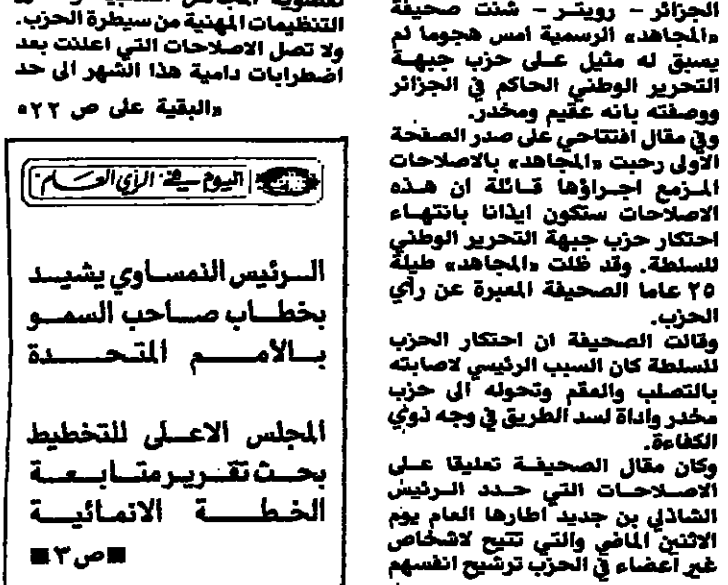 الجزائر – رويتر – شنت صحيفة
«المجاهد» الرسمية امس هجوما لم
يسبق له مثيل على حزب جبهة
التحرير الوطني الحاكم في الجزائر
ووصفته بانه عقيم ومخدر.
وفي مقال افتتاحي على صدر الصفحة
الاولى رحبت «المجاهد» بالاصلاحات
المزمع اجراؤها قائلة ان هذه
الاصلاحات ستكون ايذانا بانتهاء
احتكار حزب جبهة التحرير الوطني
للسلطة. وقد ظلت «المجاهد» طيلة
٢٥ عاما الصحيفة المعبرة عن رأي
الحزب.
وقالت الصحيفة ان احتكار الحزب
للسلطة كان السبب الرئيسي لاصابته
بالتصلب والعقم وتحوله الى حزب
مخدر واداة لسد الطريق في وجه ذوي
الكفاءة.
وكان مقال الصحيفة تعليقا على
الاصلاحات التي حدد الرئيس
الشاذلي بن جديد اطارها العام يوم
الاثنين الماضي والتي تتيح لاشخاص
غير اعضاء في الحزب ترشيح انفسهم
لعضوية المجالس
التنظيمات المهنية من سيطرة الحزب.
ولا تصل الاصلاحات التي اعلنت بعد
اضطرابات دامية هذا الشهر الى حد
«البقية على ص ٢٢»
اليوم في الرأي العام
الرئيس النمساوي يشيد
بخطاب صاحب السمو
بالامم المتحدة
المجلس الاعلى للتخطيط
بحث تقرير متابعة
الخطة الانمائية
■ ص ٣ ■